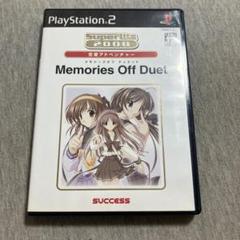 PlayStation.2
SuperLite
2000
恋愛アドベンチャー
メモリーズオフ デュエット
Memories Off Duet
SUCCESS